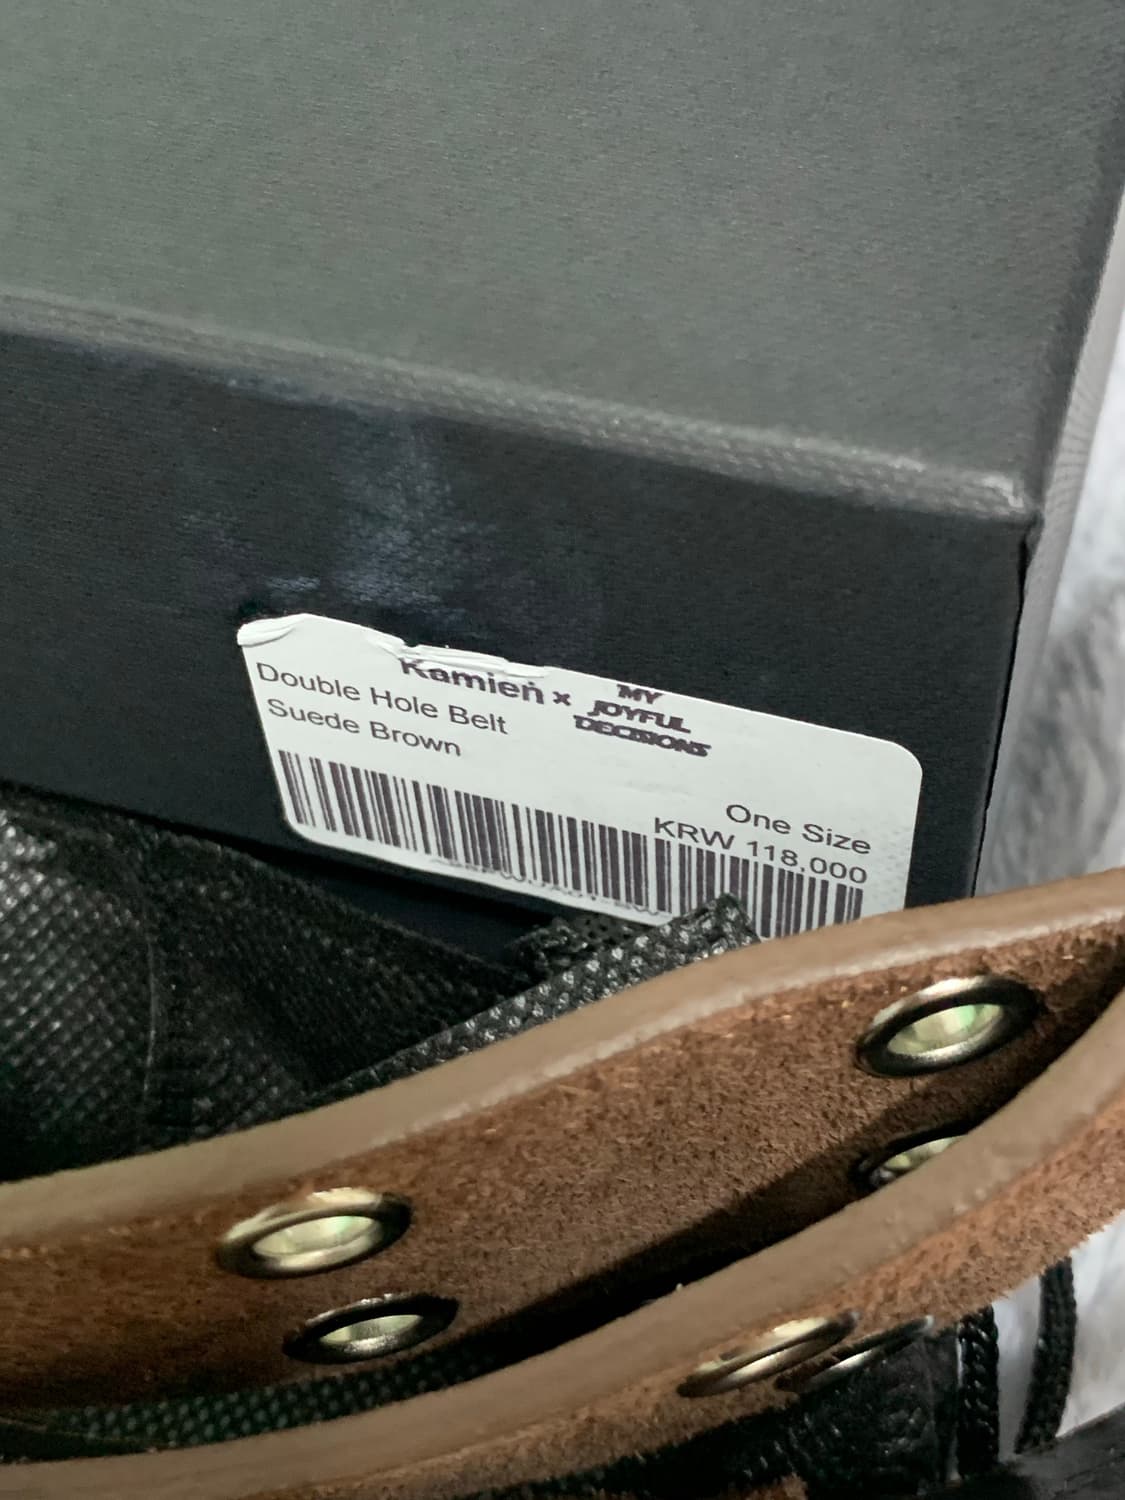 Kamień x MY JOYFUL DECISIONS
Double Hole Belt
Suede Brown
One Size
KRW 118,000